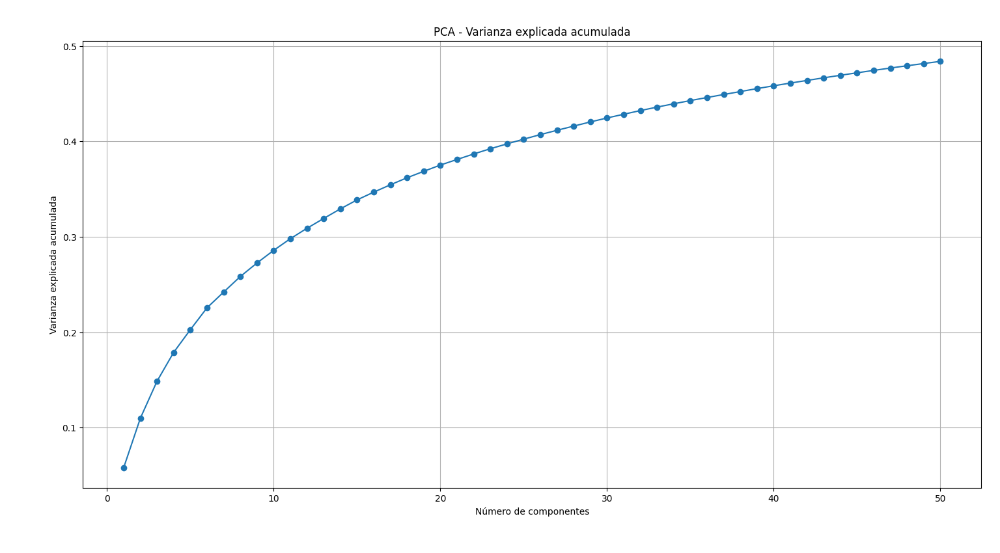 PCA - Varianza explicada acumulada
0.5
0.4
0.3
0.2
0.1
Varianza explicada acumulada
0 10 20 30 40 50
Número de componentes